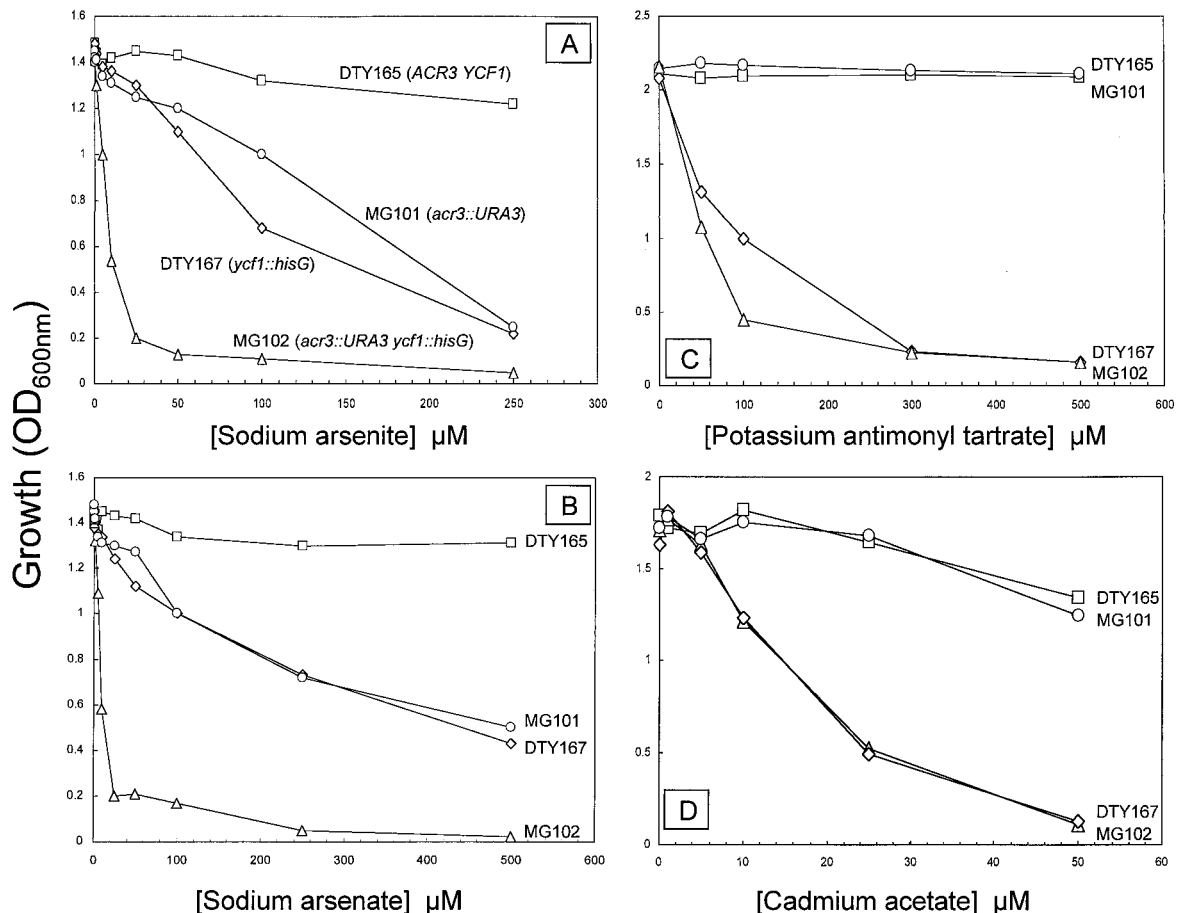 Growth (OD600nm)
A
1.6
1.4
1.2
1
0.8
0.6
0.4
0.2
0
DTY165 (ACR3 YCF1)
MG101 (acr3::URA3)
DTY167 (ycf1::hisG)
MG102 (acr3::URA3 ycf1::hisG)
0 50 100 150 200 250 300
[Sodium arsenite] µM
2.5
2
1.5
1
0.5
0
DTY165
MG101
C
DTY167
MG102
0 100 200 300 400 500 600
[Potassium antimonyl tartrate] µM
B
1.6
1.4
1.2
1
0.8
0.6
0.4
0.2
0
DTY165
MG101
DTY167
MG102
0 100 200 300 400 500 600
[Sodium arsenate] µM
2
1.5
1
0.5
0
DTY165
MG101
D
DTY167
MG102
0 10 20 30 40 50 60
[Cadmium acetate] µM